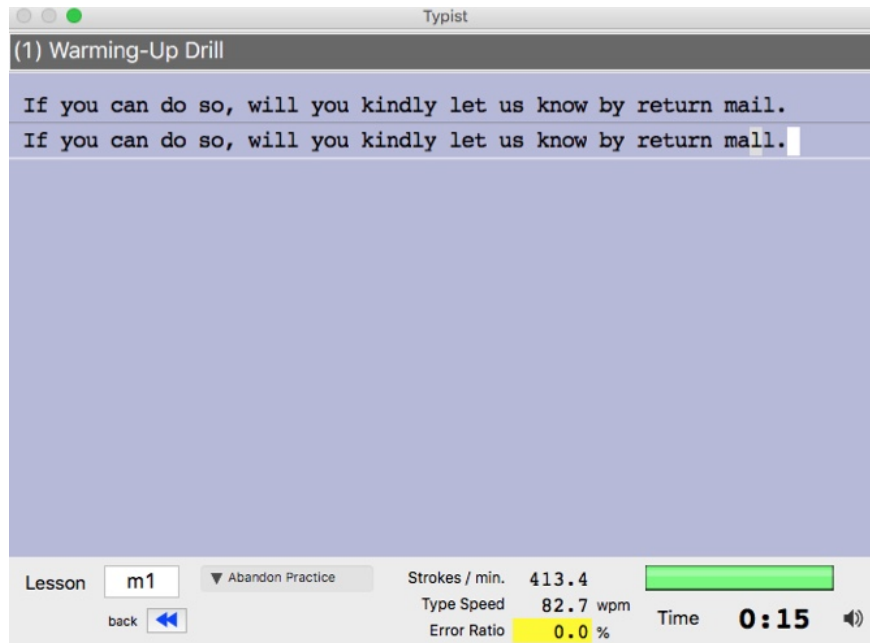 Typist
(1) Warming-Up Drill
If you can do so, will you kindly let us know by return mail.
If you can do so, will you kindly let us know by return mall.
Lesson m1 ▼ Abandon Practice Strokes / min. 413.4
back Type Speed 82.7 wpm Time 0:15
Error Ratio 0.0 %